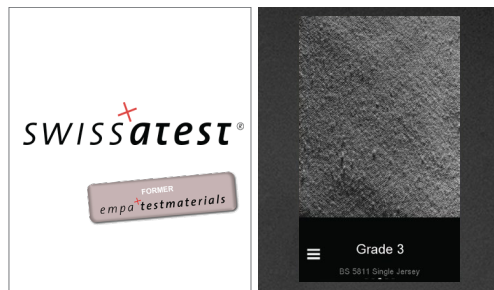 swissatest®
FORMER
empa testmaterials
Grade 3
BS 5811 Single Jersey